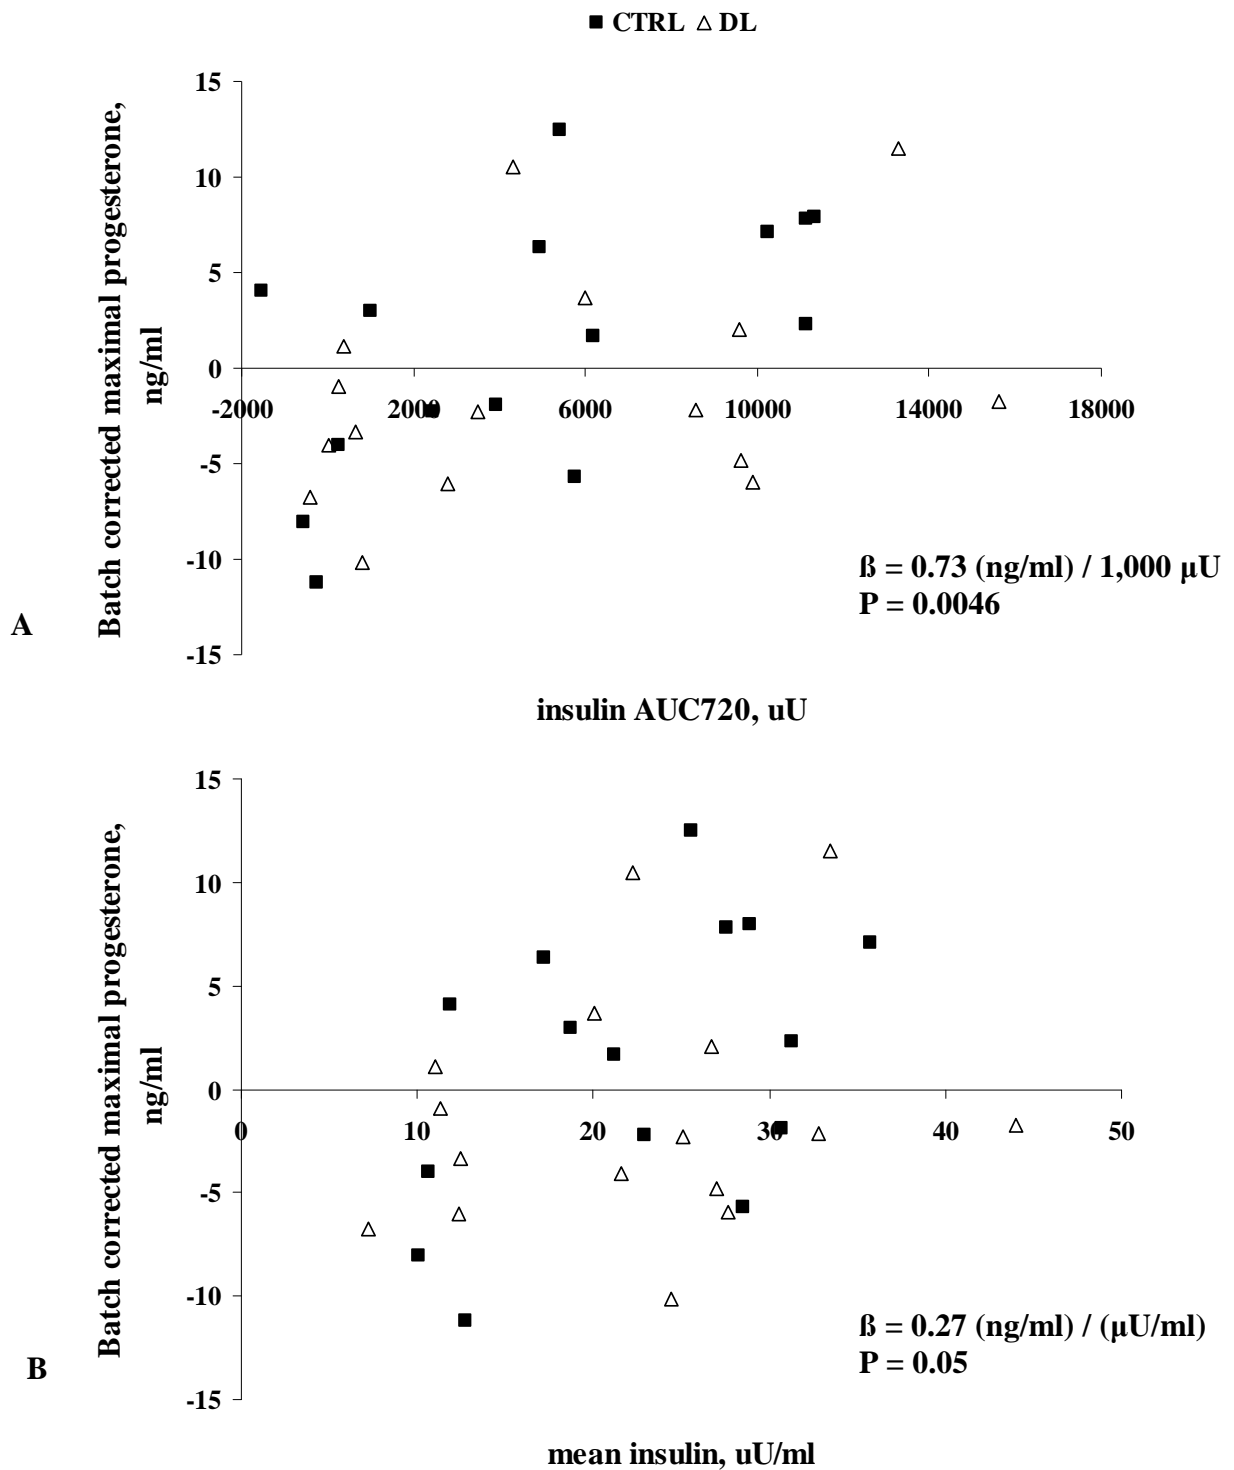 CTRL DL
15
10
5
0
-5
-10
-15
-2000 2000 6000 10000 14000 18000
Batch corrected maximal progesterone,
ng/ml
ß = 0.73 (ng/ml) / 1,000 µU
P = 0.0046
A
insulin AUC720, uU
15
10
5
0
-5
-10
-15
0 10 20 30 40 50
Batch corrected maximal progesterone,
ng/ml
ß = 0.27 (ng/ml) / (µU/ml)
P = 0.05
B
mean insulin, uU/ml